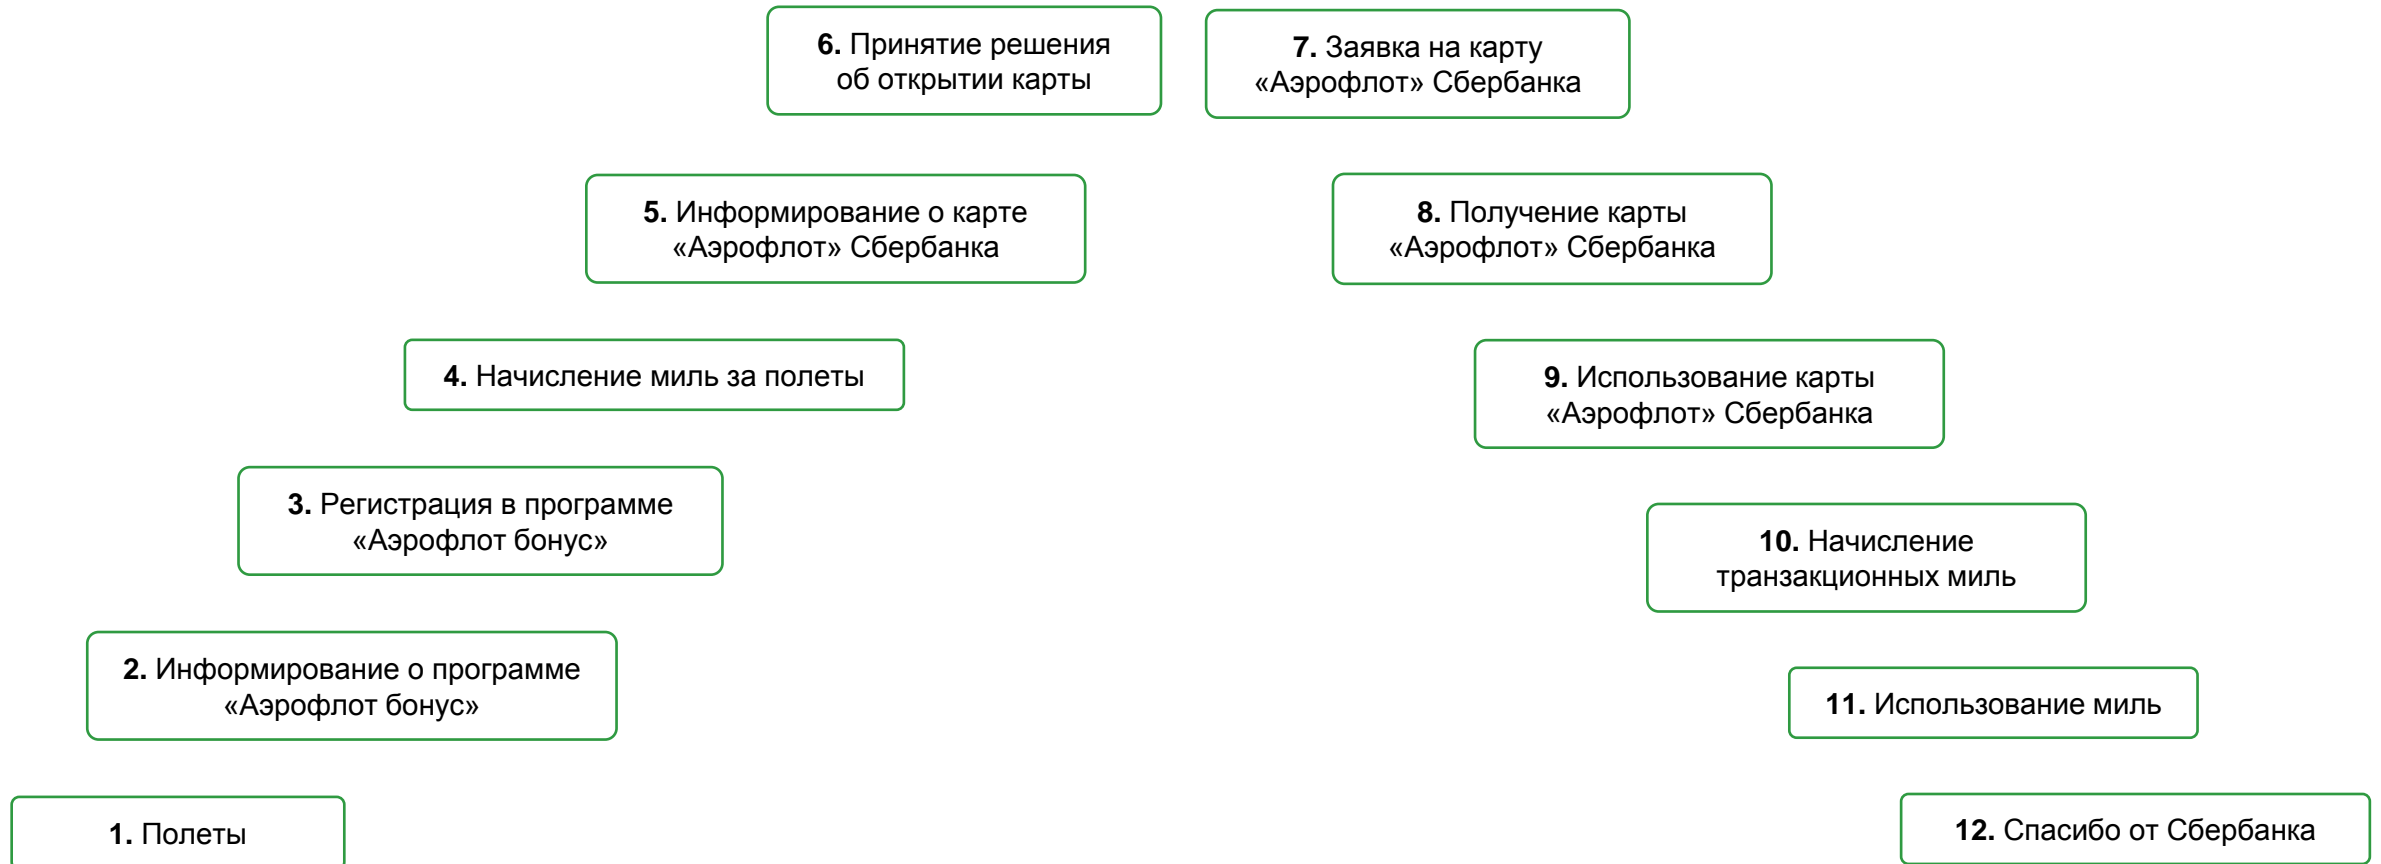 6. Принятие решения
об открытии карты
7. Заявка на карту
«Аэрофлот» Сбербанка
5. Информирование о карте
«Аэрофлот» Сбербанка
8. Получение карты
«Аэрофлот» Сбербанка
4. Начисление миль за полеты
9. Использование карты
«Аэрофлот» Сбербанка
3. Регистрация в программе
«Аэрофлот бонус»
10. Начисление
транзакционных миль
2. Информирование о программе
«Аэрофлот бонус»
11. Использование миль
1. Полеты
12. Спасибо от Сбербанка